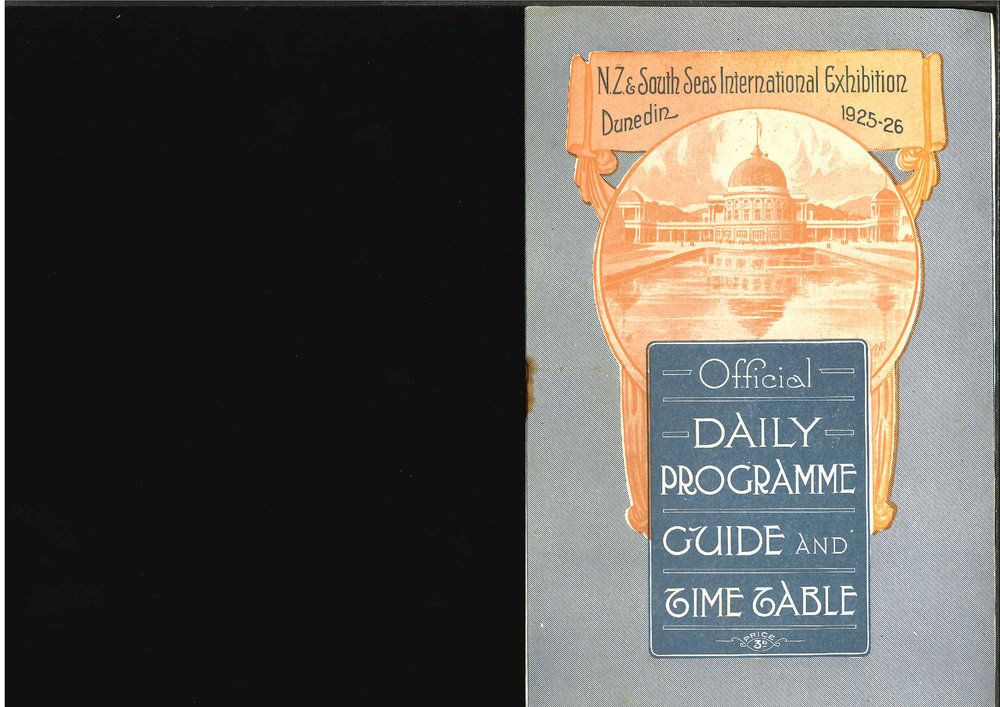 N.Z. & South Seas International Exhibition
Dunedin 1925-26
Official
DAILY
PROGRAMME
GUIDE AND
TIME TABLE
PRICE
3D